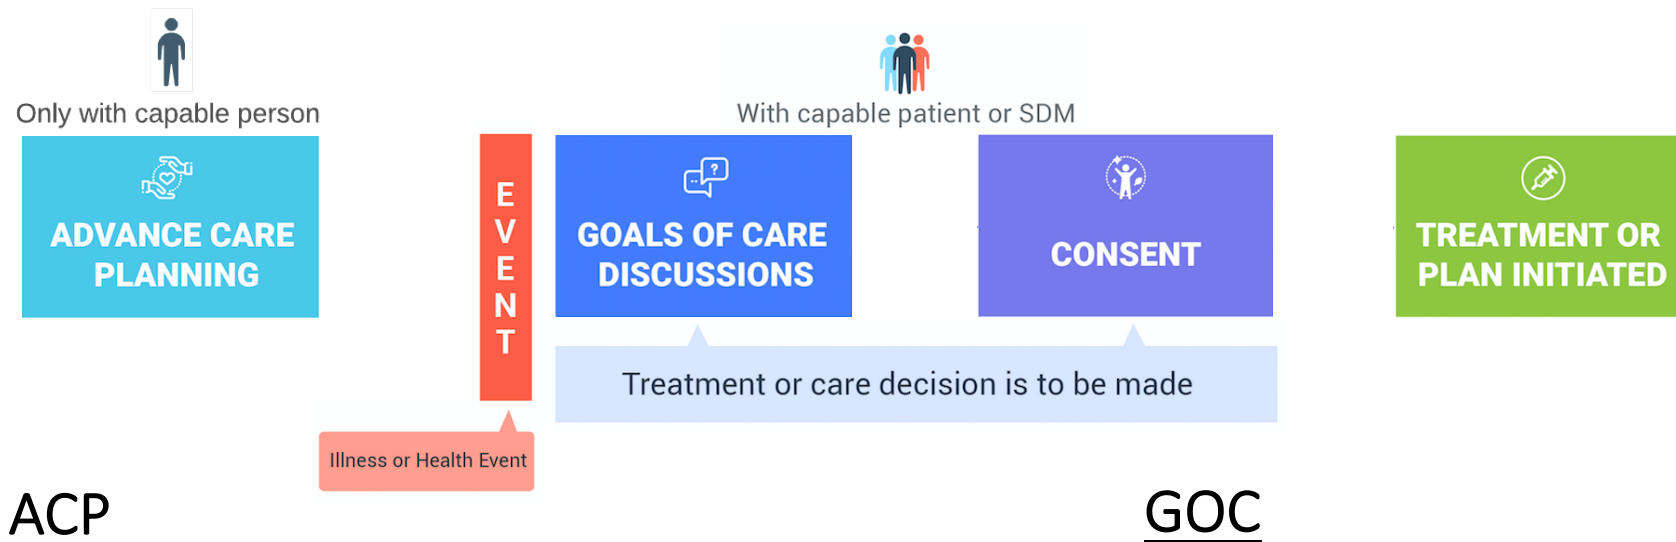 Only with capable person
With capable patient or SDM
ADVANCE CARE
PLANNING
E
V
E
N
T
GOALS OF CARE
DISCUSSIONS
CONSENT
TREATMENT OR
PLAN INITIATED
Treatment or care decision is to be made
Illness or Health Event
ACP
GOC